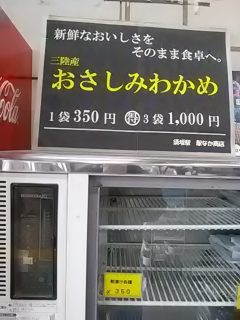 新鮮なおいしさを
そのまま食卓へ。
三陸産
おさしみわかめ
1袋350円 得 3袋1,000円
Coca
¥350